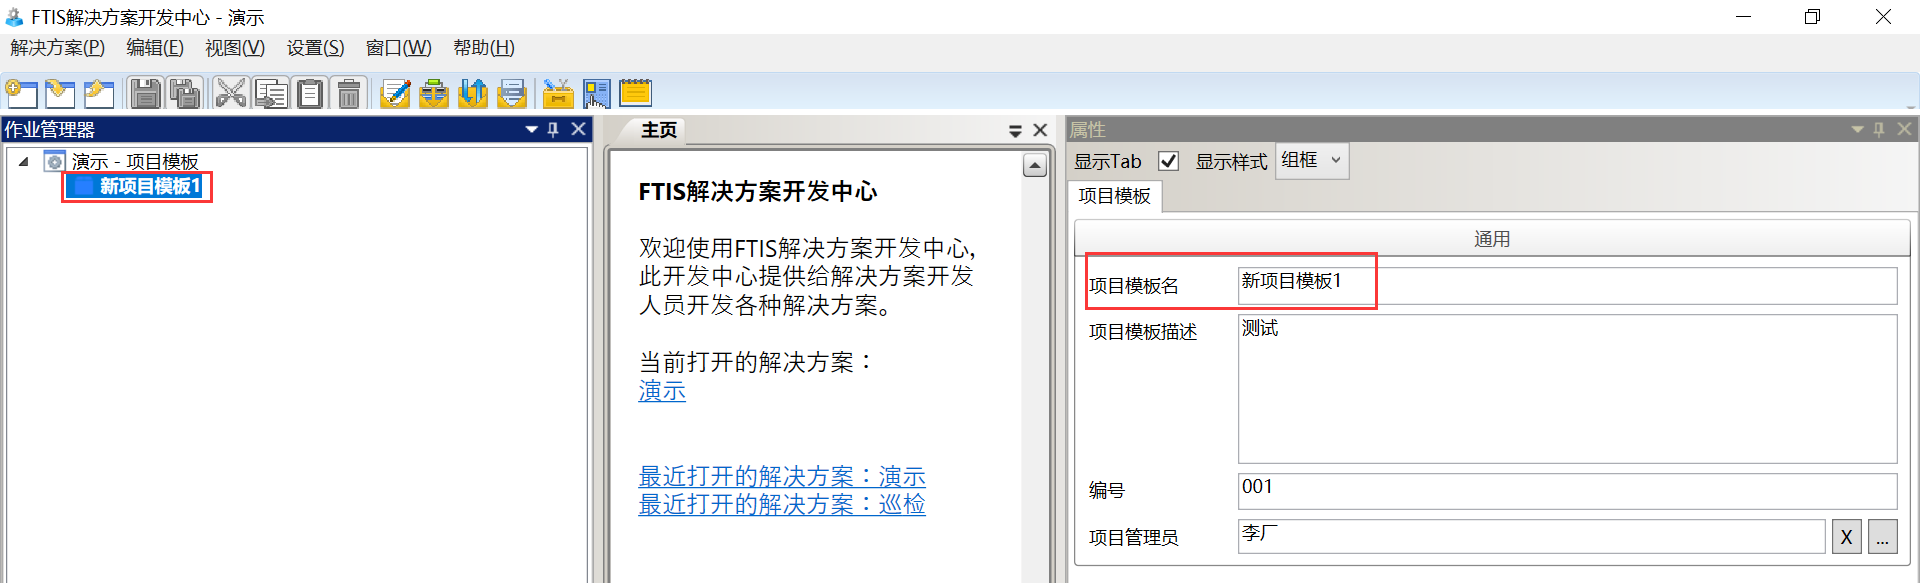 FTIS解决方案开发中心 - 演示
解决方案(P) 编辑(E) 视图(V) 设置(S) 窗口(W) 帮助(H)
作业管理器
演示 - 项目模板
新项目模板1
主页
FTIS解决方案开发中心
欢迎使用FTIS解决方案开发中心,
此开发中心提供给解决方案开发
人员开发各种解决方案。
当前打开的解决方案：
演示
最近打开的解决方案：演示
最近打开的解决方案：巡检
属性
显示Tab 显示样式 组框
项目模板
通用
项目模板名 新项目模板1
项目模板描述 测试
编号 001
项目管理员 李厂 X ...